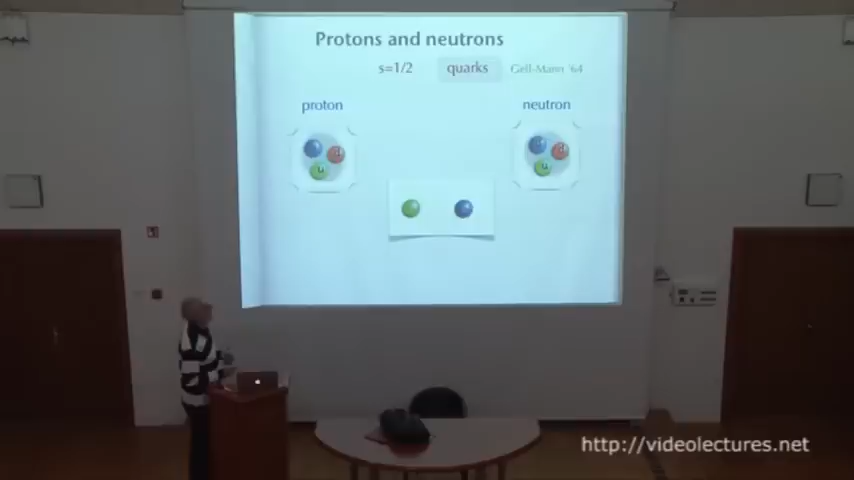 Protons and neutrons
s=1/2 quarks Gell-Mann '64
proton neutron
http://videolectures.net